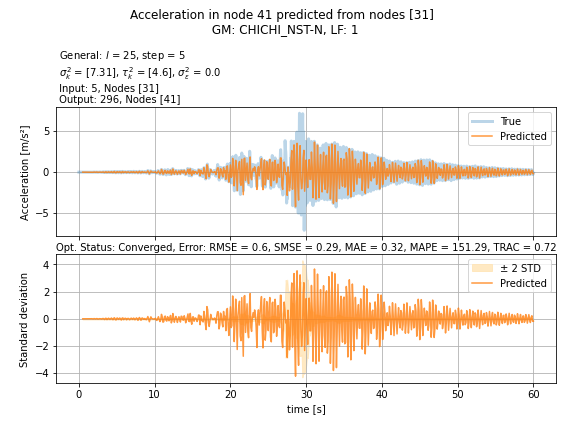 Acceleration in node 41 predicted from nodes [31]
GM: CHICHI_NST-N, LF: 1
General: l = 25, step = 5
σ²ₖ = [7.31], τ²ₖ = [4.6], σ²ε = 0.0
Input: 5, Nodes [31]
Output: 296, Nodes [41]
Acceleration [m/s²]
5
0
−5
True
Predicted
Opt. Status: Converged, Error: RMSE = 0.6, SMSE = 0.29, MAE = 0.32, MAPE = 151.29, TRAC = 0.72
Standard deviation
4
2
0
−2
−4
± 2 STD
Predicted
0 10 20 30 40 50 60
time [s]